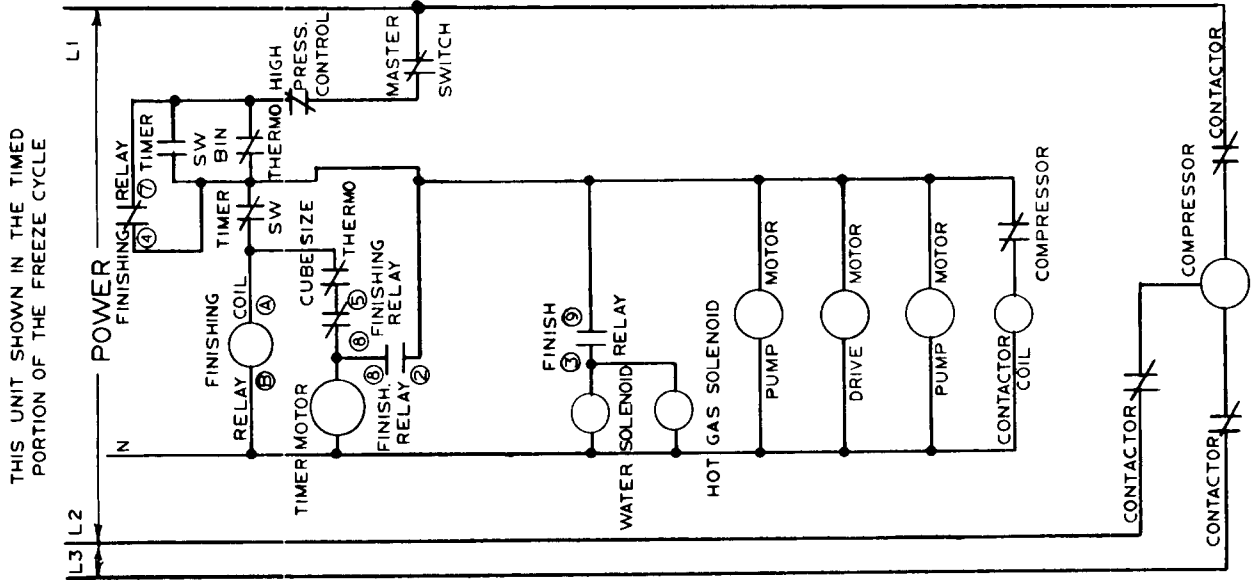 THIS UNIT SHOWN IN THE TIMED
PORTION OF THE FREEZE CYCLE
L3
L2
N
POWER
L1
FINISHING
RELAY
4
7
TIMER
SW
BIN
THERMO
HIGH
PRESS.
CONTROL
MASTER
SWITCH
FINISHING
RELAY
COIL
B
A
TIMER
SW
CUBE SIZE
THERMO
TIMER MOTOR
8
5
FINISHING
RELAY
FINISH.
RELAY
8
2
FINISH
RELAY
3
9
WATER SOLENOID
HOT GAS SOLENOID
PUMP
MOTOR
DRIVE
MOTOR
PUMP
MOTOR
CONTACTOR
COIL
COMPRESSOR
CONTACTOR
COMPRESSOR
CONTACTOR
CONTACTOR